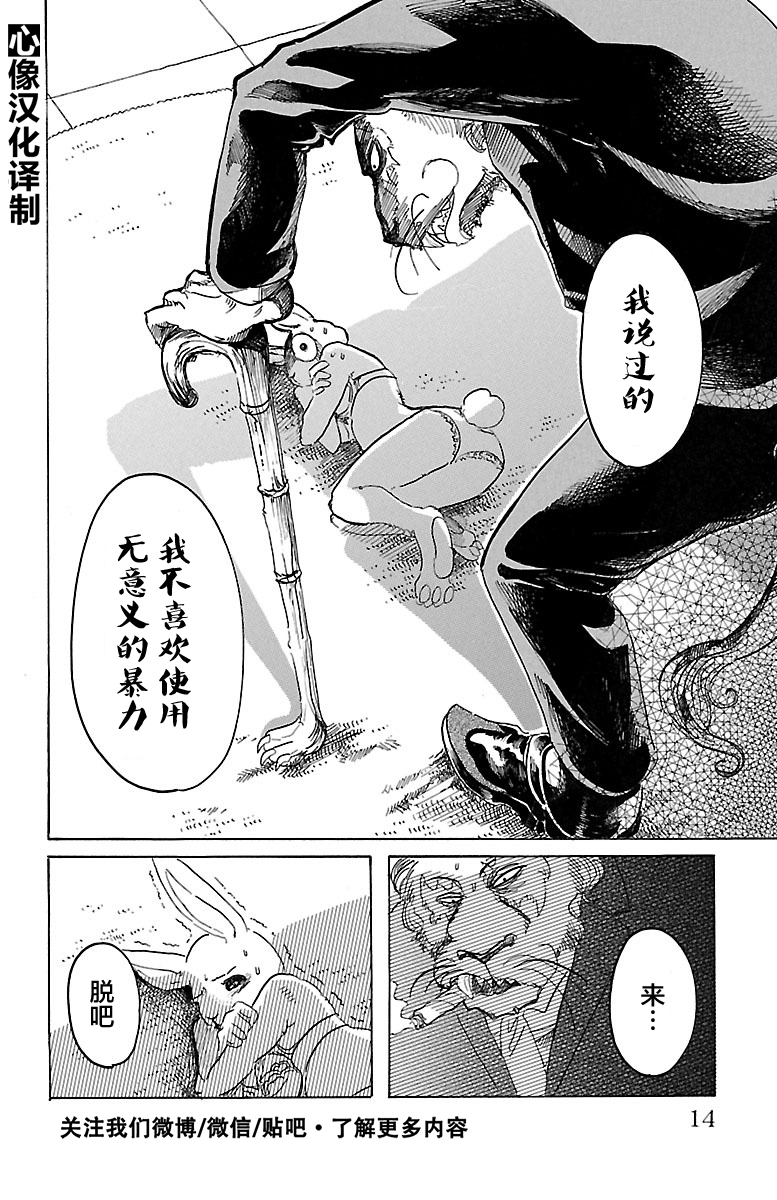 心像汉化译制
我说过的
我不喜欢使用
无意义的暴力
来…
脱吧
14
关注我们微博/微信/贴吧·了解更多内容